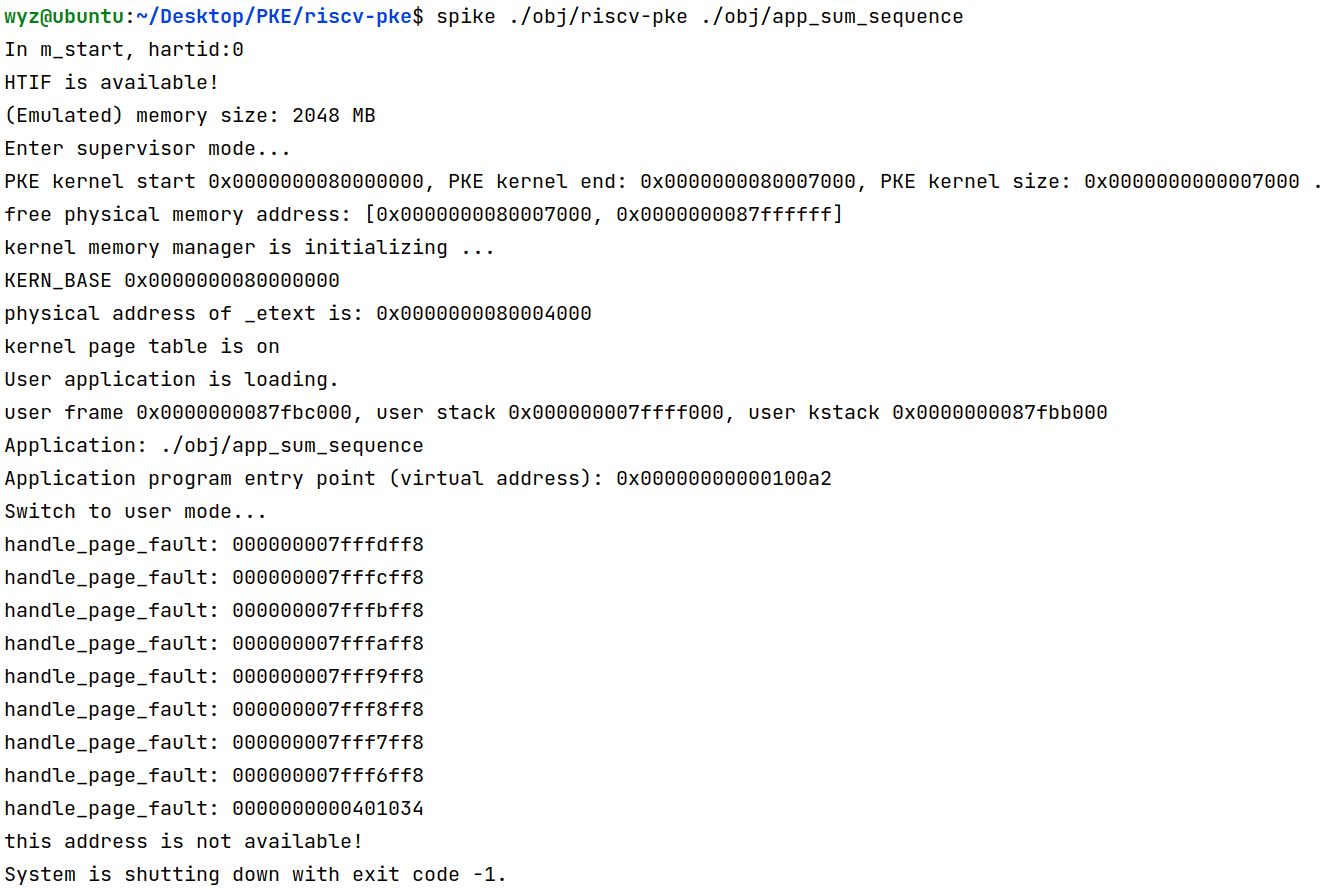 wyz@ubuntu:~/Desktop/PKE/riscv-pke$ spike ./obj/riscv-pke ./obj/app_sum_sequence
In m_start, hartid:0
HTIF is available!
(Emulated) memory size: 2048 MB
Enter supervisor mode...
PKE kernel start 0x0000000080000000, PKE kernel end: 0x0000000080007000, PKE kernel size: 0x0000000000007000 .
free physical memory address: [0x0000000080007000, 0x0000000087ffffff]
kernel memory manager is initializing ...
KERN_BASE 0x0000000080000000
physical address of _etext is: 0x0000000080004000
kernel page table is on
User application is loading.
user frame 0x0000000087fbc000, user stack 0x000000007ffff000, user kstack 0x0000000087fbb000
Application: ./obj/app_sum_sequence
Application program entry point (virtual address): 0x00000000000100a2
Switch to user mode...
handle_page_fault: 000000007fffdff8
handle_page_fault: 000000007fffcff8
handle_page_fault: 000000007fffbff8
handle_page_fault: 000000007fffaff8
handle_page_fault: 000000007fff9ff8
handle_page_fault: 000000007fff8ff8
handle_page_fault: 000000007fff7ff8
handle_page_fault: 000000007fff6ff8
handle_page_fault: 0000000000401034
this address is not available!
System is shutting down with exit code -1.